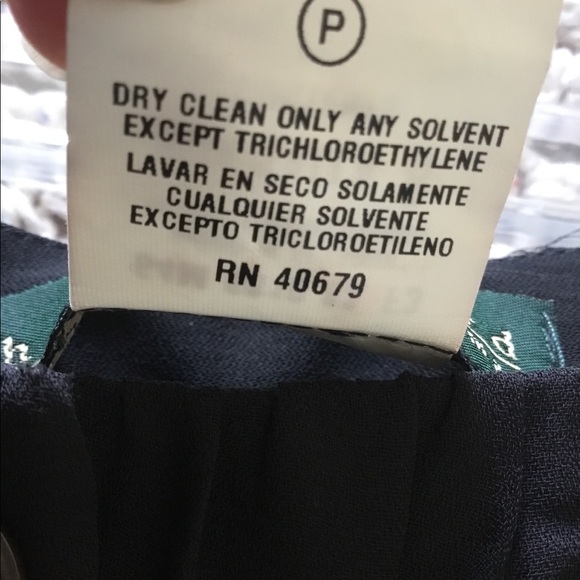 P
DRY CLEAN ONLY ANY SOLVENT
EXCEPT TRICHLOROETHYLENE
LAVAR EN SECO SOLAMENTE
CUALQUIER SOLVENTE
EXCEPTO TRICLOROETILENO
RN 40679